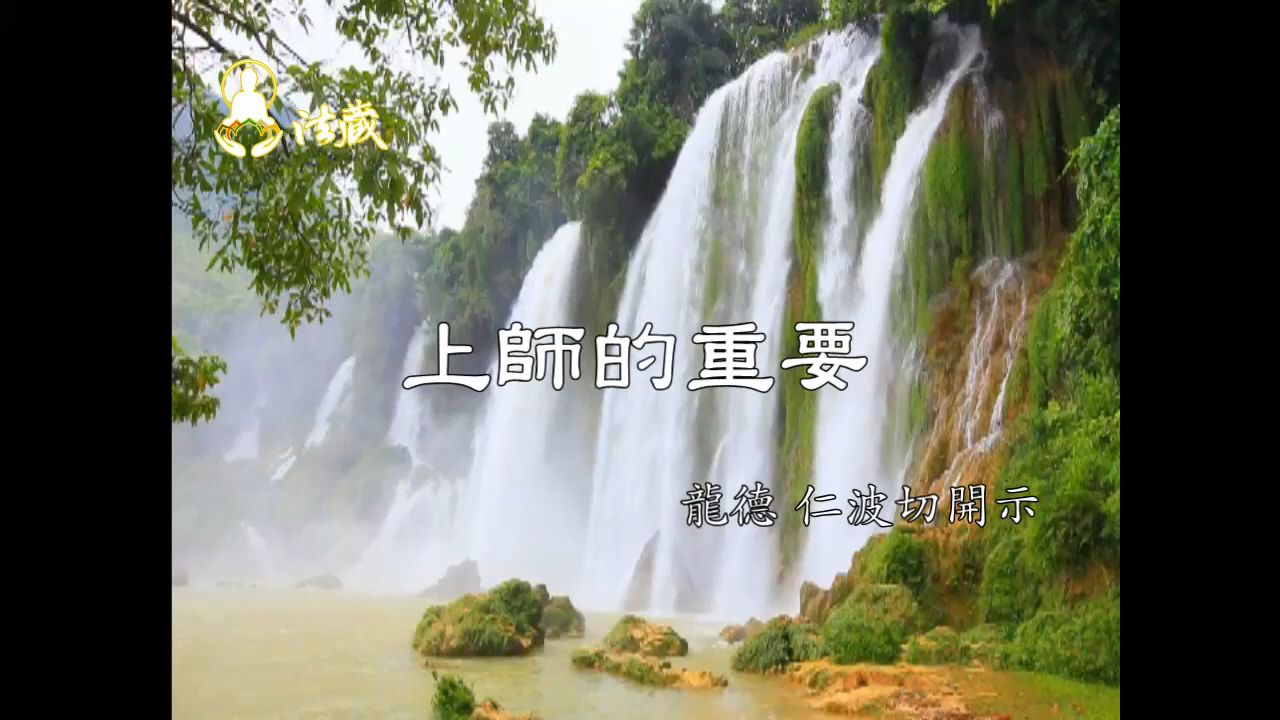 法藏
上師的重要
龍德 仁波切開示